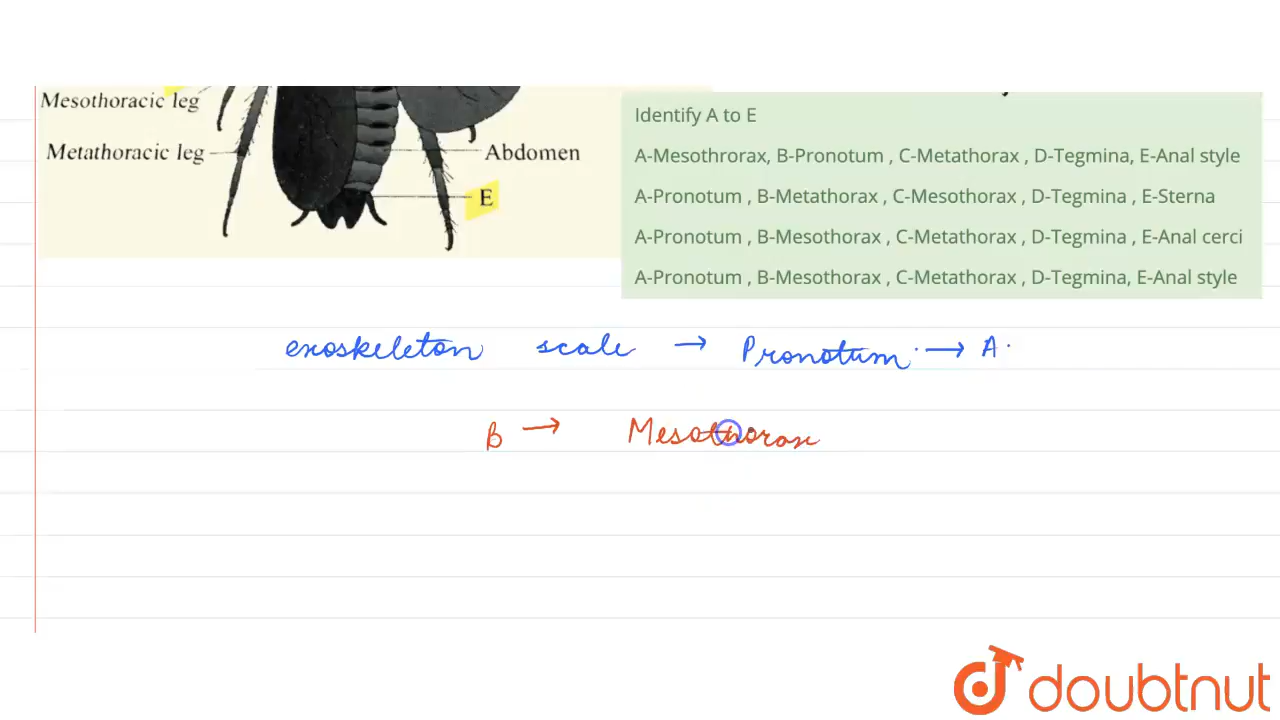 Mesothoracic leg
Metathoracic leg
Abdomen
E
Identify A to E
A-Mesothrorax, B-Pronotum , C-Metathorax , D-Tegmina, E-Anal style
A-Pronotum , B-Metathorax , C-Mesothorax , D-Tegmina , E-Sterna
A-Pronotum , B-Mesothorax , C-Metathorax , D-Tegmina , E-Anal cerci
A-Pronotum , B-Mesothorax , C-Metathorax , D-Tegmina, E-Anal style
exoskeleton scale → Pronotum. → A.
B → Mesothorax
doubtnut